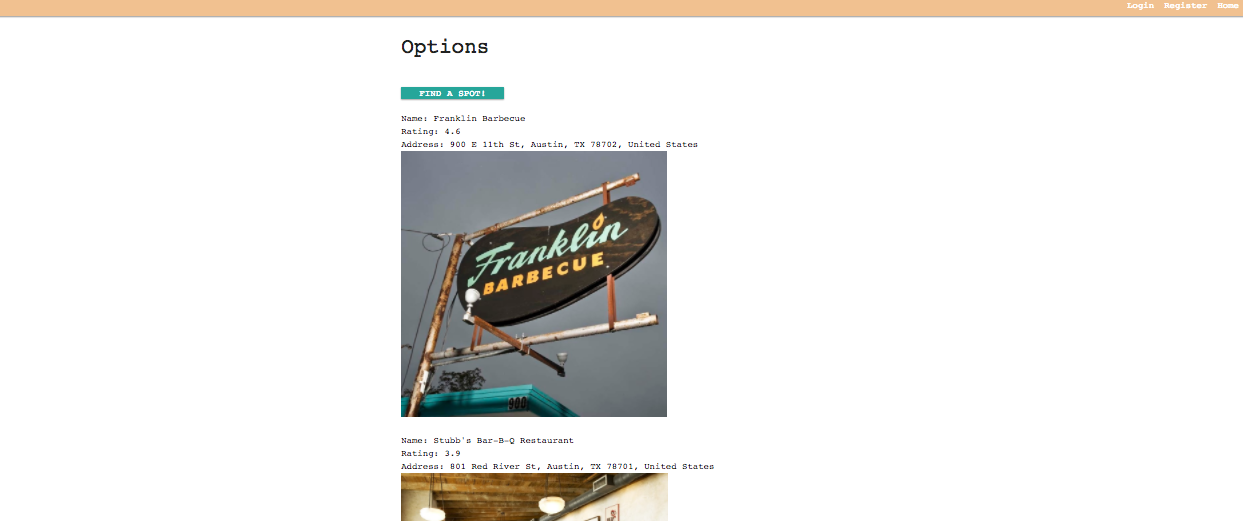 Login Register Home
Options
FIND A SPOT!
Name: Franklin Barbecue
Rating: 4.6
Address: 900 E 11th St, Austin, TX 78702, United States
Franklin
BARBECUE
900
Name: Stubb's Bar-B-Q Restaurant
Rating: 3.9
Address: 801 Red River St, Austin, TX 78701, United States